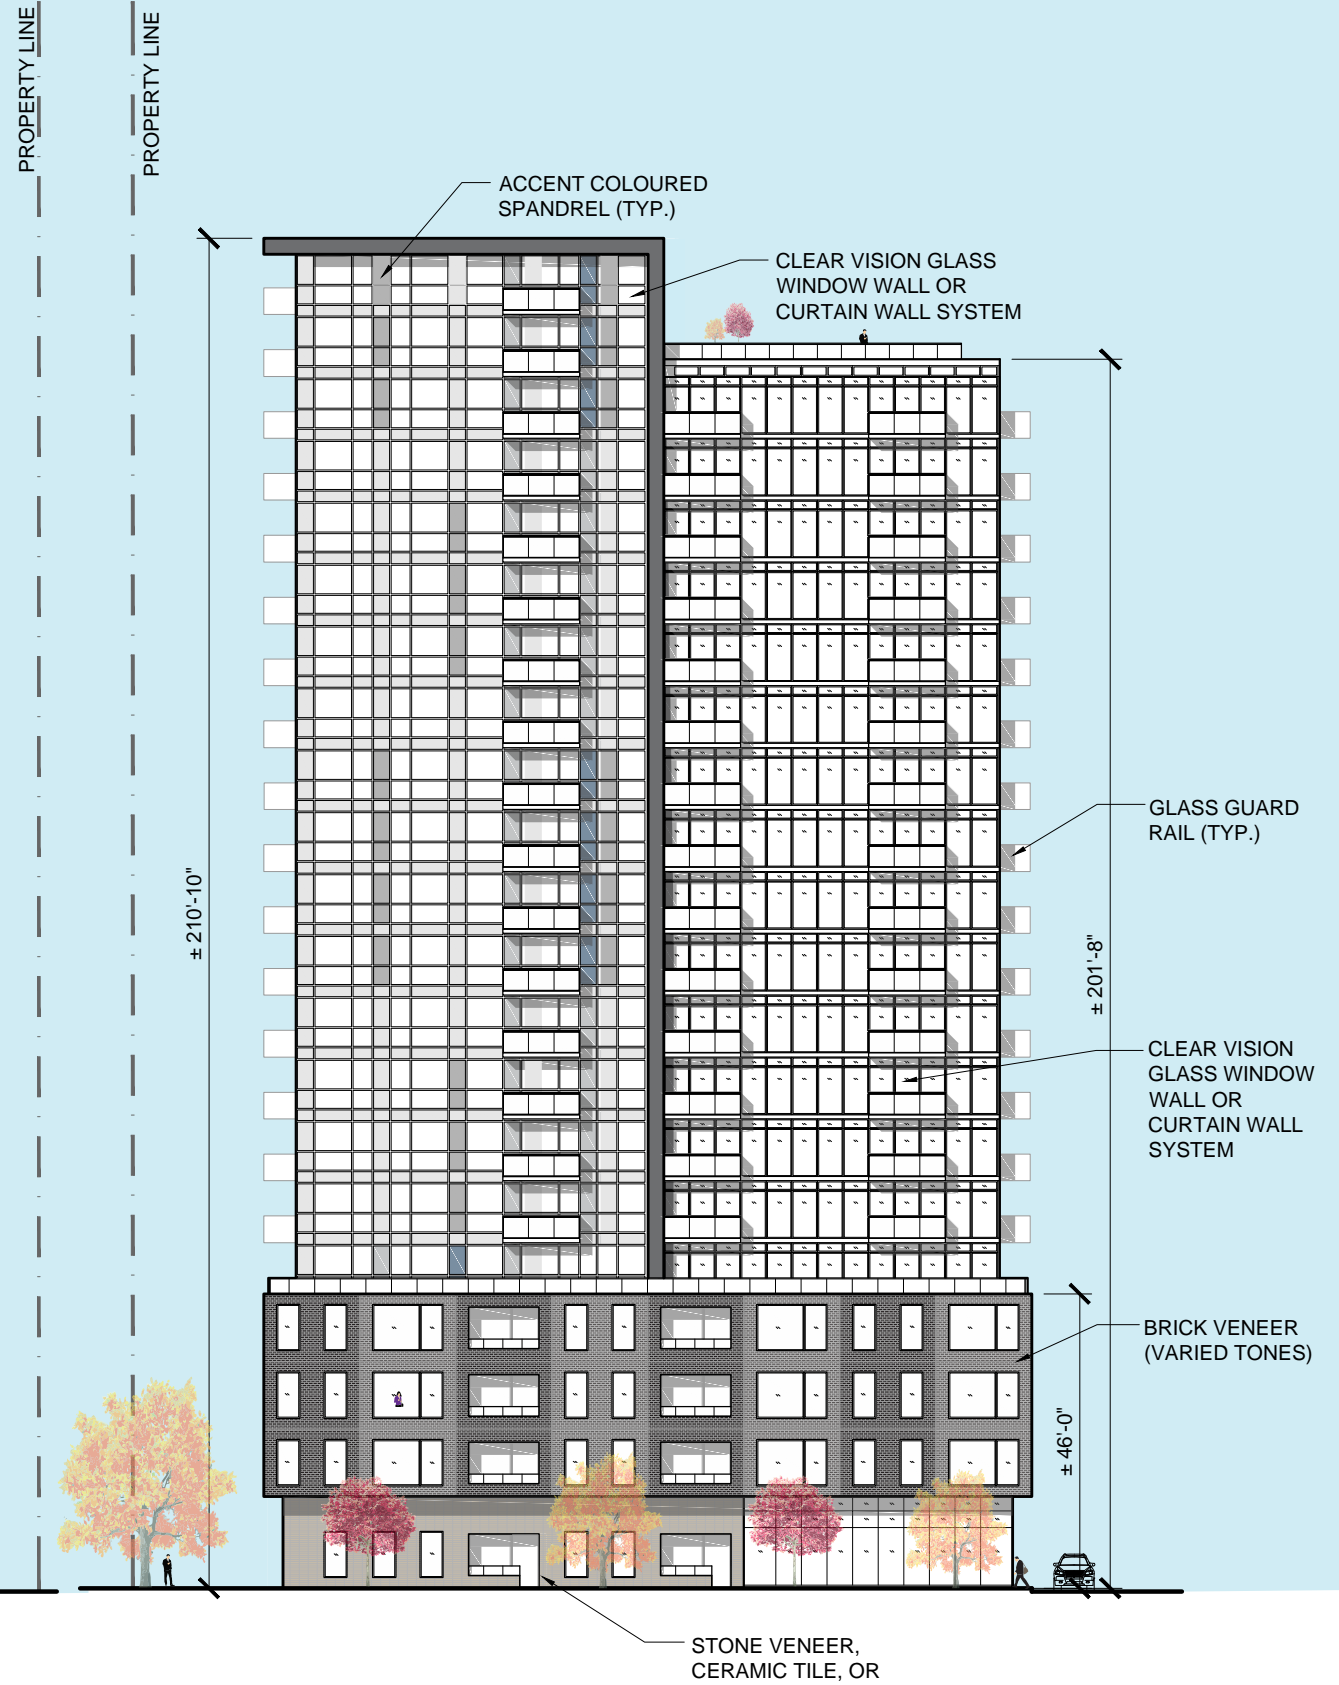 PROPERTY LINE
PROPERTY LINE
ACCENT COLOURED
SPANDREL (TYP.)
CLEAR VISION GLASS
WINDOW WALL OR
CURTAIN WALL SYSTEM
GLASS GUARD
RAIL (TYP.)
± 210'-10"
± 201'-8"
CLEAR VISION
GLASS WINDOW
WALL OR
CURTAIN WALL
SYSTEM
BRICK VENEER
(VARIED TONES)
± 46'-0"
STONE VENEER,
CERAMIC TILE, OR